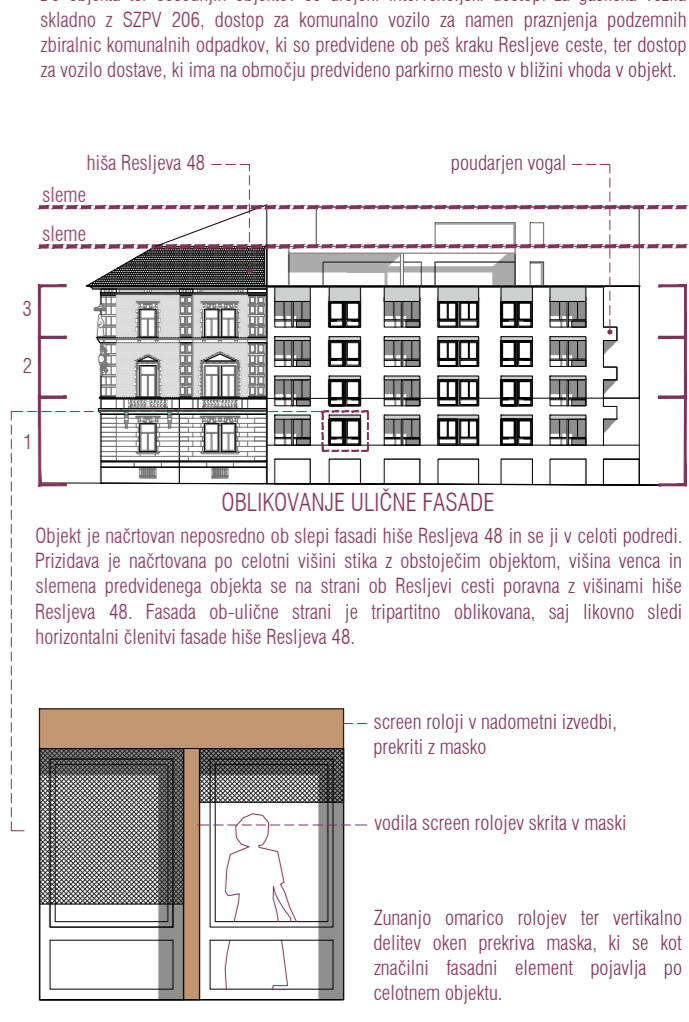 skladno z SZPV 206, dostop za komunalno vozilo za namen praznjenja podzemnih
zbiralnic komunalnih odpadkov, ki so predvidene ob peš kraku Resljeve ceste, ter dostop
za vozilo dostave, ki ima na območju predvideno parkirno mesto v bližini vhoda v objekt.
hiša Resljeva 48
poudarjen vogal
sleme
sleme
3
2
1
OBLIKOVANJE ULIČNE FASADE
Objekt je načrtovan neposredno ob slepi fasadi hiše Resljeva 48 in se ji v celoti podredi.
Prizidava je načrtovana po celotni višini stika z obstoječim objektom, višina venca in
slemena predvidenega objekta se na strani ob Resljevi cesti poravna z višinami hiše
Resljeva 48. Fasada ob-ulične strani je tripartitno oblikovana, saj likovno sledi
horizontalni členitvi fasade hiše Resljeva 48.
screen roloji v nadometni izvedbi,
prekriti z masko
vodila screen rolojev skrita v maski
Zunanjo omarico rolojev ter vertikalno
delitev oken prekriva maska, ki se kot
značilni fasadni element pojavlja po
celotnem objektu.